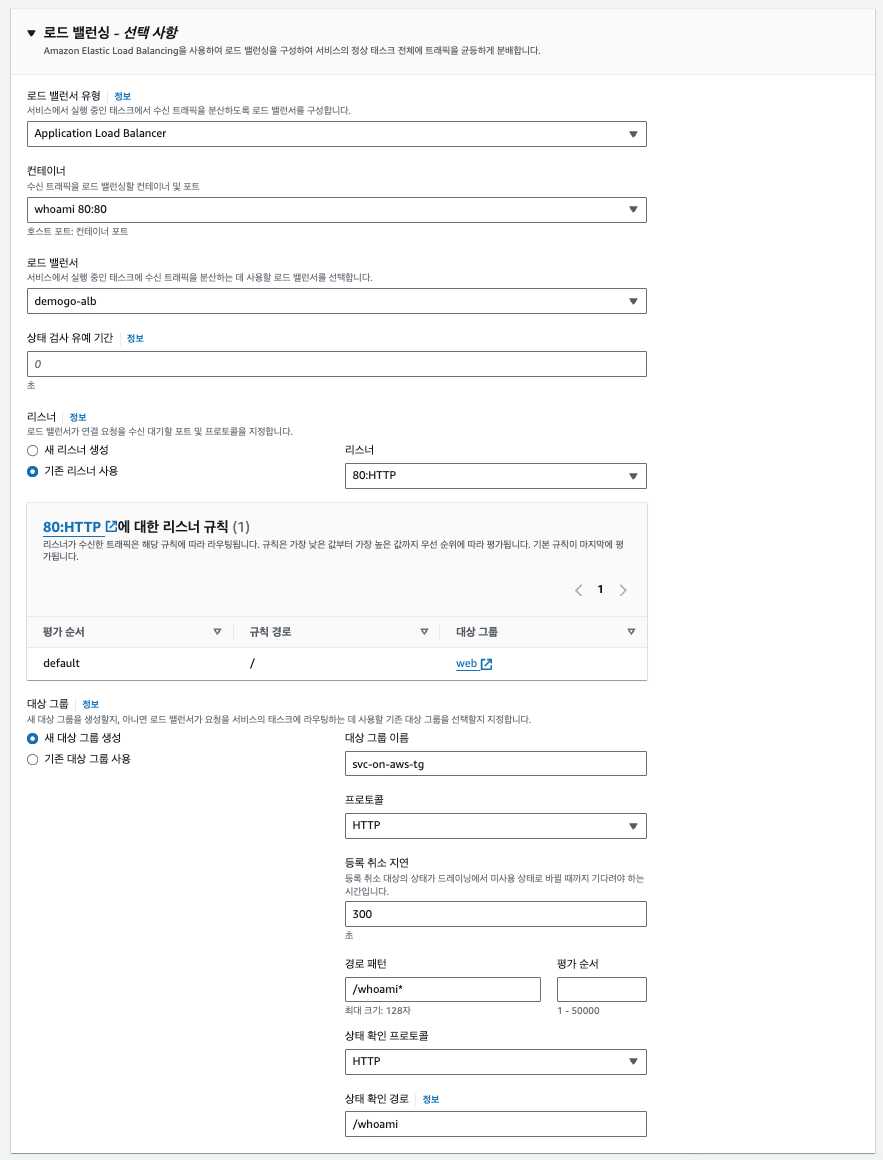 로드 밸런싱 - 선택 사항
Amazon Elastic Load Balancing을 사용하여 로드 밸런싱을 구성하여 서비스의 정상 태스크 전체에 트래픽을 균등하게 분배합니다.
로드 밸런서 유형 정보
서비스에서 실행 중인 태스크에서 수신 트래픽을 분산하도록 로드 밸런서를 구성합니다.
Application Load Balancer
컨테이너
수신 트래픽을 로드 밸런싱할 컨테이너 및 포트
whoami 80:80
호스트 포트: 컨테이너 포트
로드 밸런서
서비스에서 실행 중인 태스크에 수신 트래픽을 분산하는 데 사용할 로드 밸런서를 선택합니다.
demogo-alb
상태 검사 유예 기간 정보
0
초
리스너 정보
로드 밸런서가 연결 요청을 수신 대기할 포트 및 프로토콜을 지정합니다.
새 리스너 생성
기존 리스너 사용
리스너
80:HTTP
80:HTTP에 대한 리스너 규칙 (1)
리스너가 수신한 트래픽은 해당 규칙에 따라 라우팅됩니다. 규칙은 가장 낮은 값부터 가장 높은 값까지 우선 순위에 따라 평가됩니다. 기본 규칙이 마지막에 평
가됩니다.
1
평가 순서 규칙 경로 대상 그룹
default / web
대상 그룹 정보
새 대상 그룹을 생성할지, 아니면 로드 밸런서가 요청을 서비스의 태스크에 라우팅하는 데 사용할 기존 대상 그룹을 선택할지 지정합니다.
새 대상 그룹 생성
기존 대상 그룹 사용
대상 그룹 이름
svc-on-aws-tg
프로토콜
HTTP
등록 취소 지연
등록 취소 대상의 상태가 드레이닝에서 미사용 상태로 바뀔 때까지 기다려야 하는
시간입니다.
300
초
경로 패턴 평가 순서
/whoami*
최대 크기: 128자 1 - 50000
상태 확인 프로토콜
HTTP
상태 확인 경로 정보
/whoami